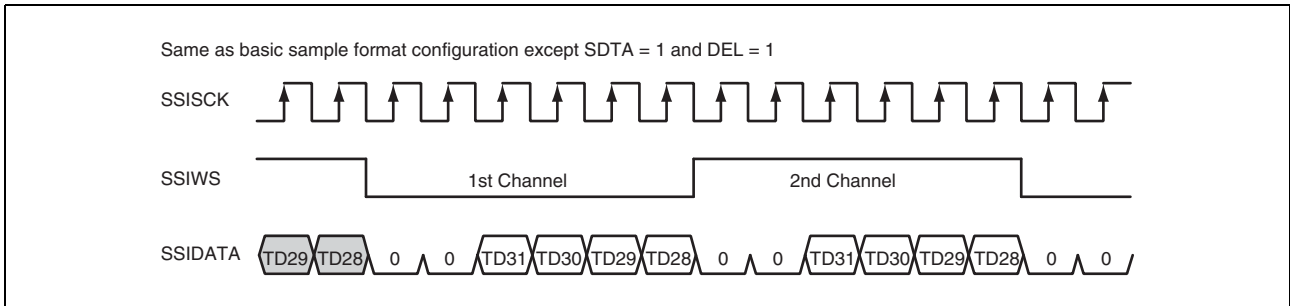 Same as basic sample format configuration except SDTA = 1 and DEL = 1
SSISCK
SSIWS 1st Channel 2nd Channel
SSIDATA TD29 TD28 0 0 TD31 TD30 TD29 TD28 0 0 TD31 TD30 TD29 TD28 0 0